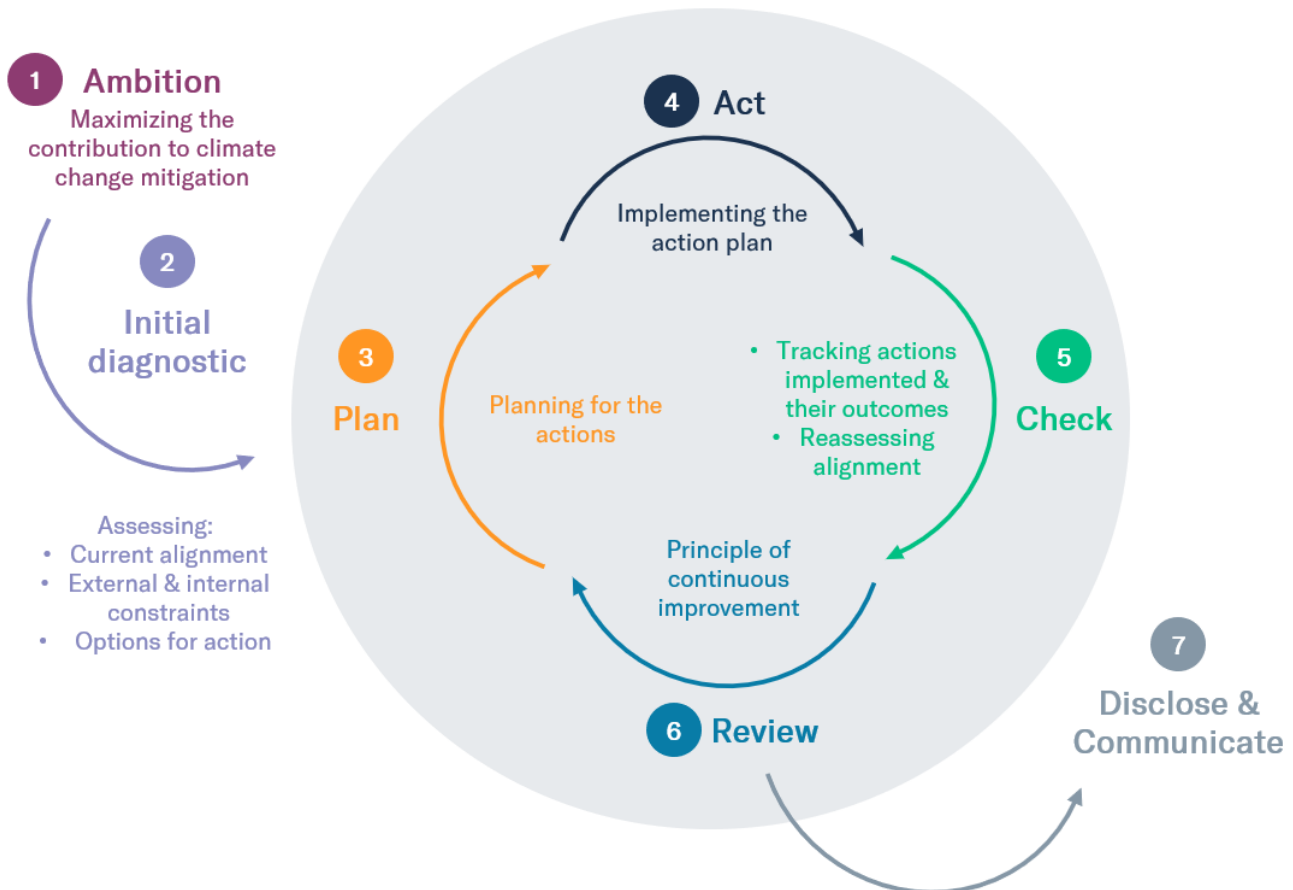 1 Ambition
Maximizing the
contribution to climate
change mitigation
2
Initial
diagnostic
Assessing:
• Current alignment
• External & internal
constraints
• Options for action
3
Plan
Planning for the
actions
4 Act
Implementing the
action plan
5
Check
• Tracking actions
implemented &
their outcomes
• Reassessing
alignment
Principle of
continuous
improvement
6 Review
7
Disclose &
Communicate